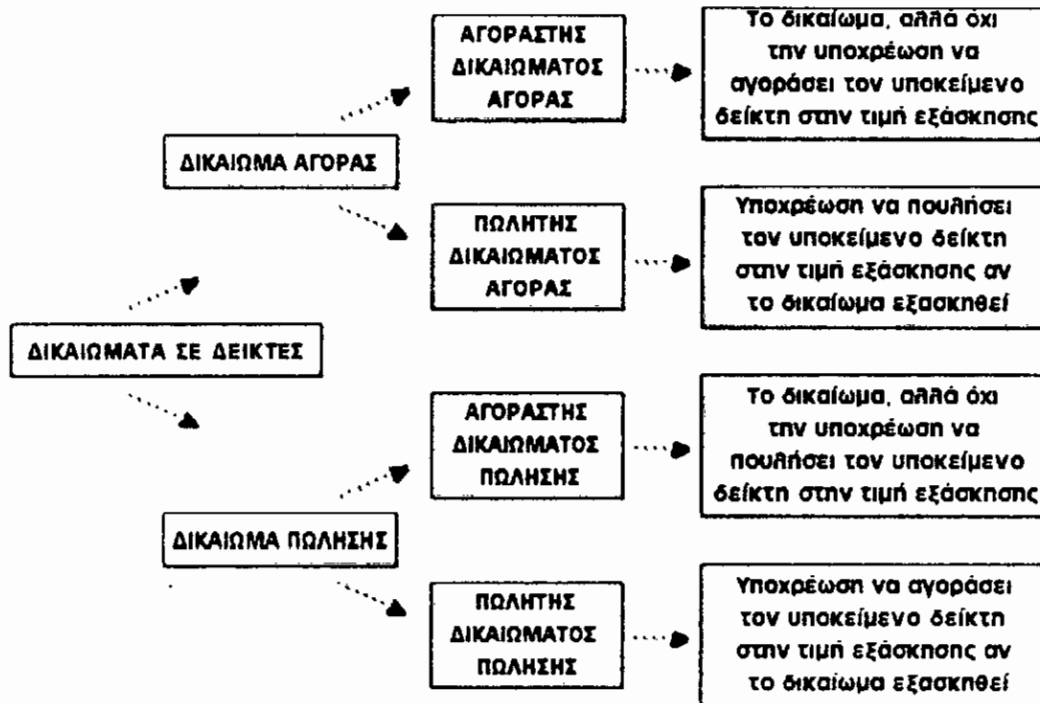 ΑΓΟΡΑΣΤΗΣ
ΔΙΚΑΙΩΜΑΤΟΣ
ΑΓΟΡΑΣ
Το δικαίωμα, αλλά όχι
την υποχρέωση να
αγοράσει τον υποκείμενο
δείκτη στην τιμή εξάσκησης
ΔΙΚΑΙΩΜΑ ΑΓΟΡΑΣ
ΠΩΛΗΤΗΣ
ΔΙΚΑΙΩΜΑΤΟΣ
ΑΓΟΡΑΣ
Υποχρέωση να πουλήσει
τον υποκείμενο δείκτη
στην τιμή εξάσκησης αν
το δικαίωμα εξασκηθεί
ΔΙΚΑΙΩΜΑΤΑ ΣΕ ΔΕΙΚΤΕΣ
ΑΓΟΡΑΣΤΗΣ
ΔΙΚΑΙΩΜΑΤΟΣ
ΠΩΛΗΣΗΣ
Το δικαίωμα, αλλά όχι
την υποχρέωση να
πουλήσει τον υποκείμενο
δείκτη στην τιμή εξάσκησης
ΔΙΚΑΙΩΜΑ ΠΩΛΗΣΗΣ
ΠΩΛΗΤΗΣ
ΔΙΚΑΙΩΜΑΤΟΣ
ΠΩΛΗΣΗΣ
Υποχρέωση να αγοράσει
τον υποκείμενο δείκτη
στην τιμή εξάσκησης αν
το δικαίωμα εξασκηθεί